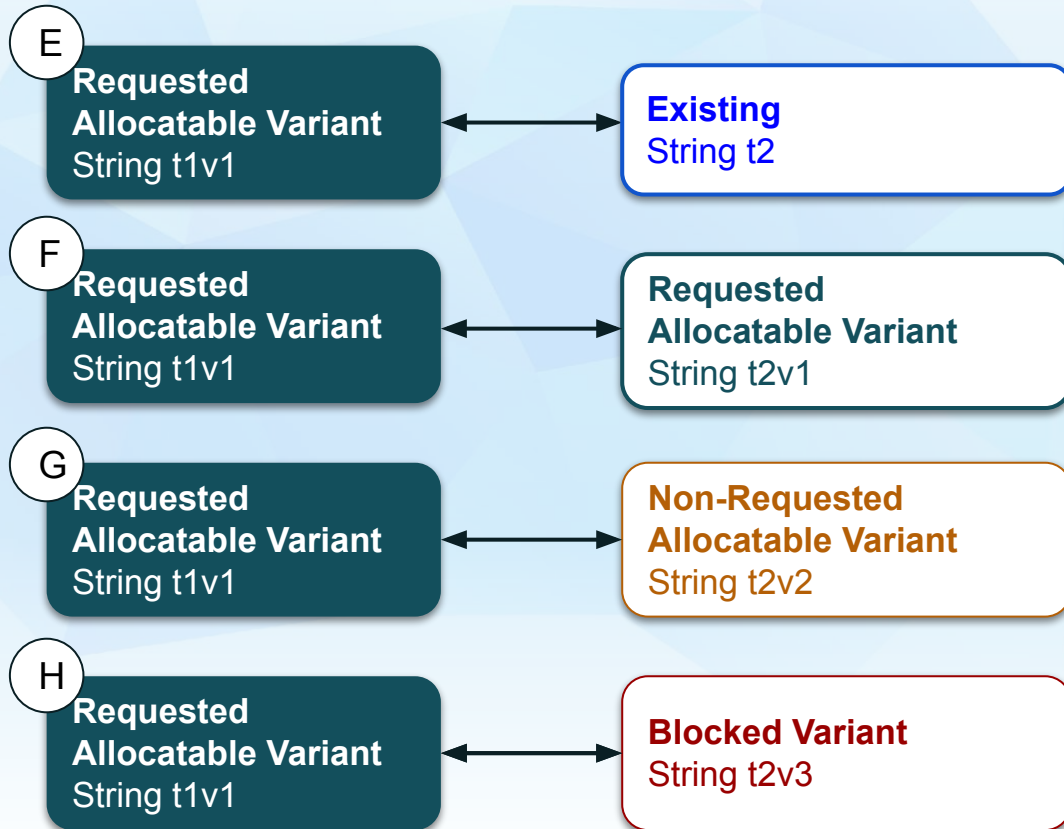 E
Requested
Allocatable Variant
String t1v1
Existing
String t2
F
Requested
Allocatable Variant
String t1v1
Requested
Allocatable Variant
String t2v1
G
Requested
Allocatable Variant
String t1v1
Non-Requested
Allocatable Variant
String t2v2
H
Requested
Allocatable Variant
String t1v1
Blocked Variant
String t2v3